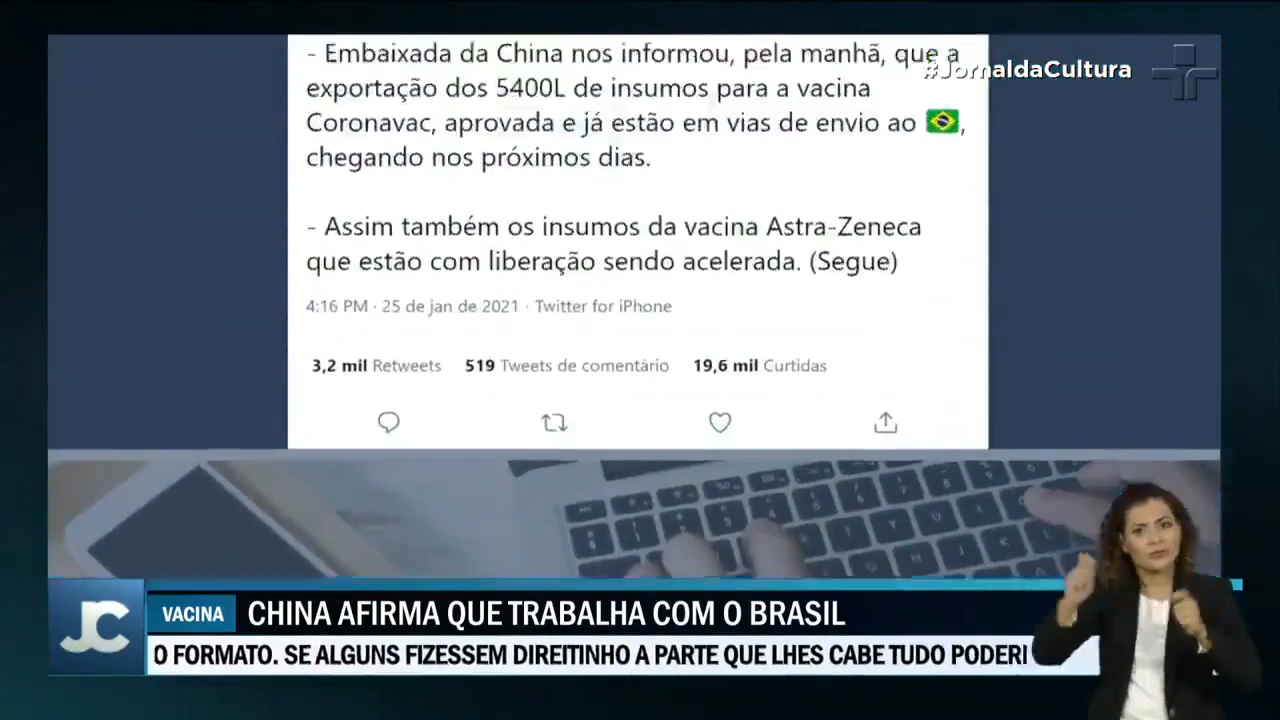 - Embaixada da China nos informou, pela manhã, que a
#JornaldaCultura
exportação dos 5400L de insumos para a vacina
Coronavac, aprovada e já estão em vias de envio ao 🇧🇷,
chegando nos próximos dias.
- Assim também os insumos da vacina Astra-Zeneca
que estão com liberação sendo acelerada. (Segue)
4:16 PM · 25 de jan de 2021 · Twitter for iPhone
3,2 mil Retweets 519 Tweets de comentário 19,6 mil Curtidas
JC
VACINA CHINA AFIRMA QUE TRABALHA COM O BRASIL
O FORMATO. SE ALGUNS FIZESSEM DIREITINHO A PARTE QUE LHES CABE TUDO PODERI